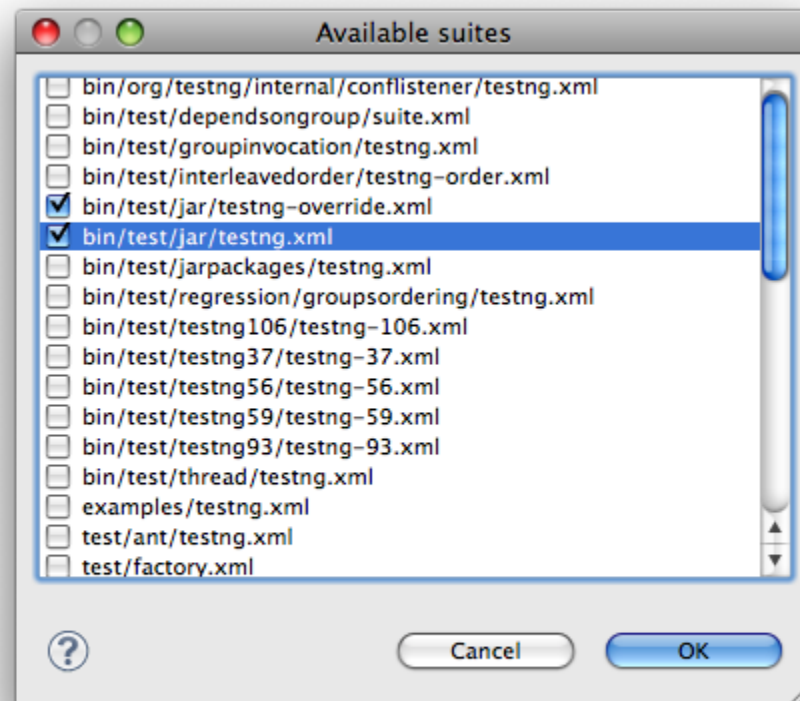 Available suites
bin/org/testng/internal/conflistener/testng.xml
bin/test/dependsongroup/suite.xml
bin/test/groupinvocation/testng.xml
bin/test/interleavedorder/testng-order.xml
bin/test/jar/testng-override.xml
bin/test/jar/testng.xml
bin/test/jarpackages/testng.xml
bin/test/regression/groupsordering/testng.xml
bin/test/testng106/testng-106.xml
bin/test/testng37/testng-37.xml
bin/test/testng56/testng-56.xml
bin/test/testng59/testng-59.xml
bin/test/testng93/testng-93.xml
bin/test/thread/testng.xml
examples/testng.xml
test/ant/testng.xml
test/factory.xml
? Cancel OK